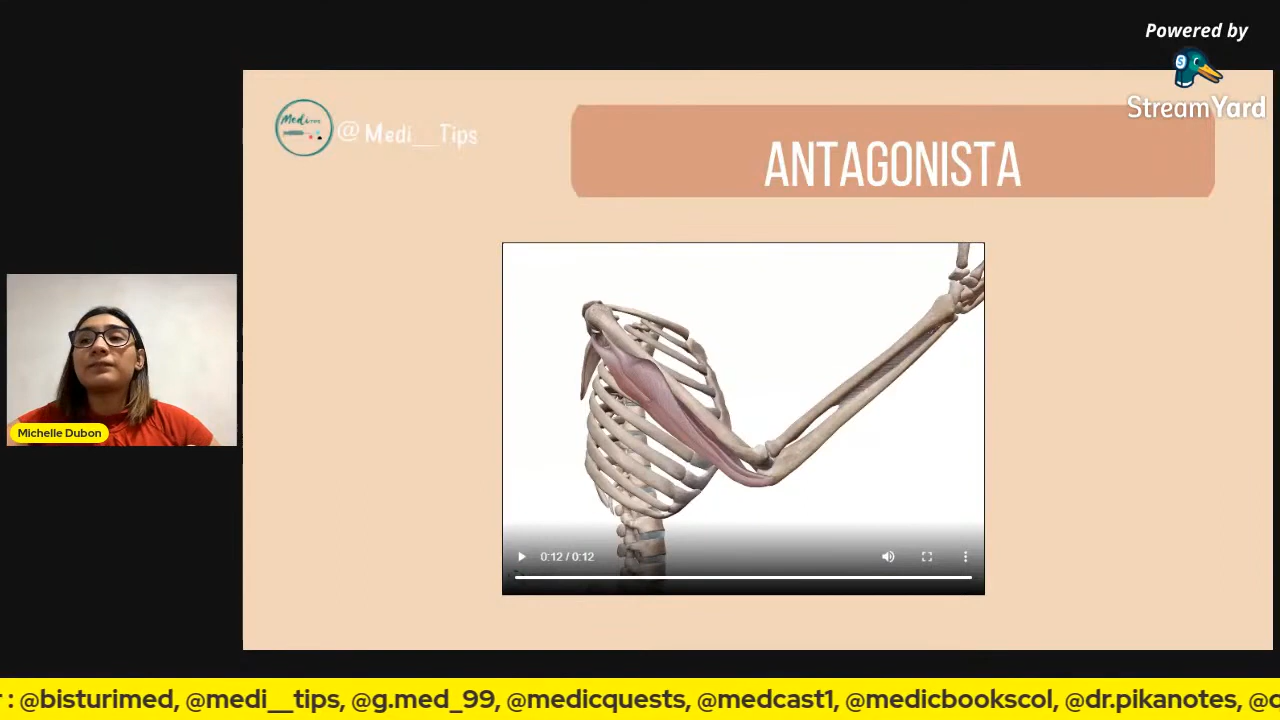 Powered by
StreamYard
Medi
@Medi__Tips
ANTAGONISTA
Michelle Dubon
0:12 / 0:12
: @bisturimed, @medi__tips, @g.med_99, @medicquests, @medcast1, @medicbookscol, @dr.pikanotes,